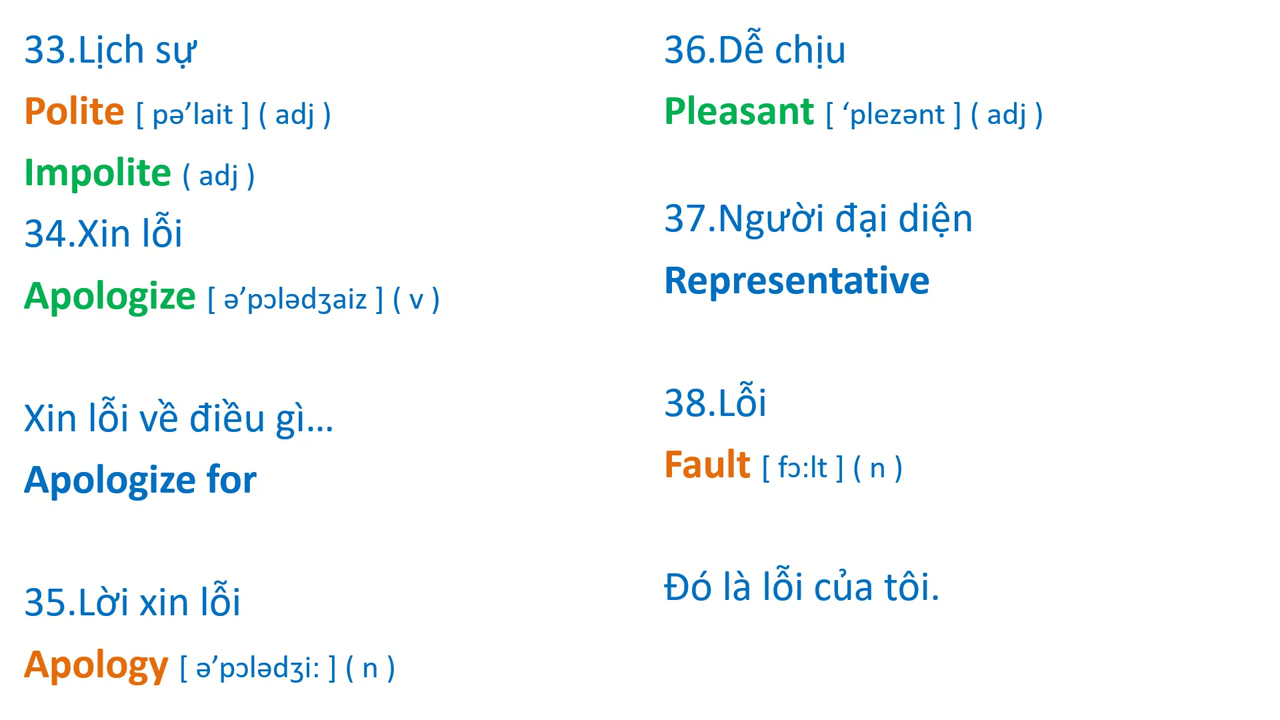 33.Lịch sự
Polite [ pə’lait ] ( adj )
Impolite ( adj )
34.Xin lỗi
Apologize [ ə’pɔlədʒaiz ] ( v )
Xin lỗi về điều gì...
Apologize for
35.Lời xin lỗi
Apology [ ə’pɔlədʒi: ] ( n )
36.Dễ chịu
Pleasant [ ‘plezənt ] ( adj )
37.Người đại diện
Representative
38.Lỗi
Fault [ fɔ:lt ] ( n )
Đó là lỗi của tôi.